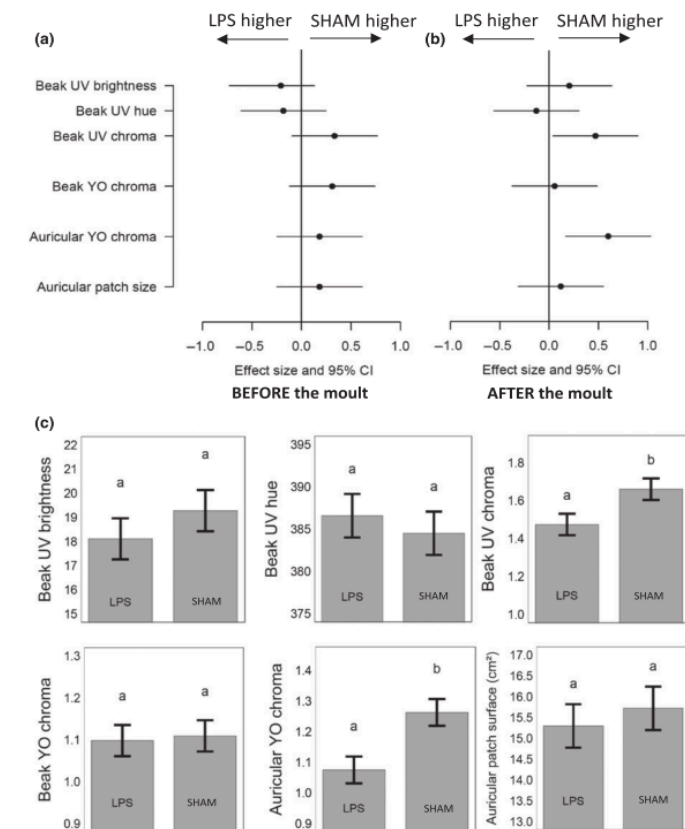 LPS higher SHAM higher LPS higher SHAM higher
(a) (b)
Beak UV brightness
Beak UV hue
Beak UV chroma
Beak YO chroma
Auricular YO chroma
Auricular patch size
−1.0 −0.5 0.0 0.5 1.0 −1.0 −0.5 0.0 0.5 1.0
Effect size and 95% CI Effect size and 95% CI
BEFORE the moult AFTER the moult
(c)
Beak UV brightness
22
21
20
19
18
17
16
15
a a
LPS SHAM
Beak UV hue
395
390
385
380
375
a a
LPS SHAM
Beak UV chroma
1.8
1.6
1.4
1.2
1.0
a b
LPS SHAM
Beak YO chroma
1.3
1.2
1.1
1.0
0.9
a a
LPS SHAM
Auricular YO chroma
1.4
1.3
1.2
1.1
1.0
0.9
a b
LPS SHAM
Auricular patch surface (cm²)
17.0
16.5
16.0
15.5
15.0
14.5
14.0
13.5
13.0
a a
LPS SHAM